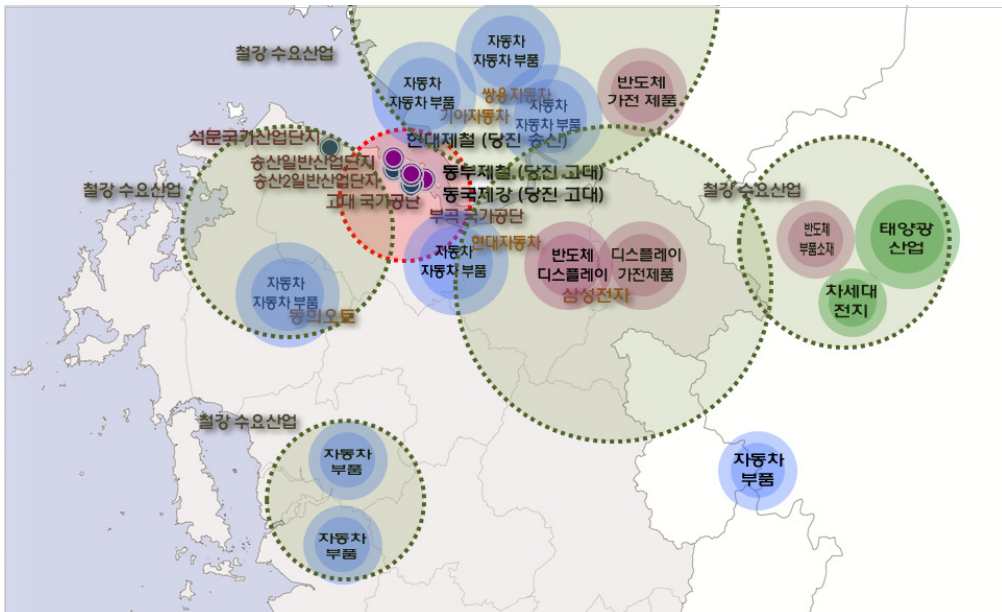 철강 수요산업
자동차
자동차 부품
자동차
자동차 부품
반도체
가전 제품
쌍용자동차
기아자동차
자동차
자동차 부품
석문국가산업단지
현대제철 (당진 송산)
송산일반산업단지
송산2일반산업단지
동부제철 (당진 고대)
동국제강 (당진 고대)
고대 국가공단
부곡 국가공단
철강 수요산업
철강 수요산업
현대자동차
자동차
자동차 부품
반도체
디스플레이
디스플레이
가전제품
삼성전자
반도체
부품소재
태양광
산업
차세대
전지
자동차
자동차 부품
동희오토
철강 수요산업
자동차
부품
자동차
부품
자동차
부품